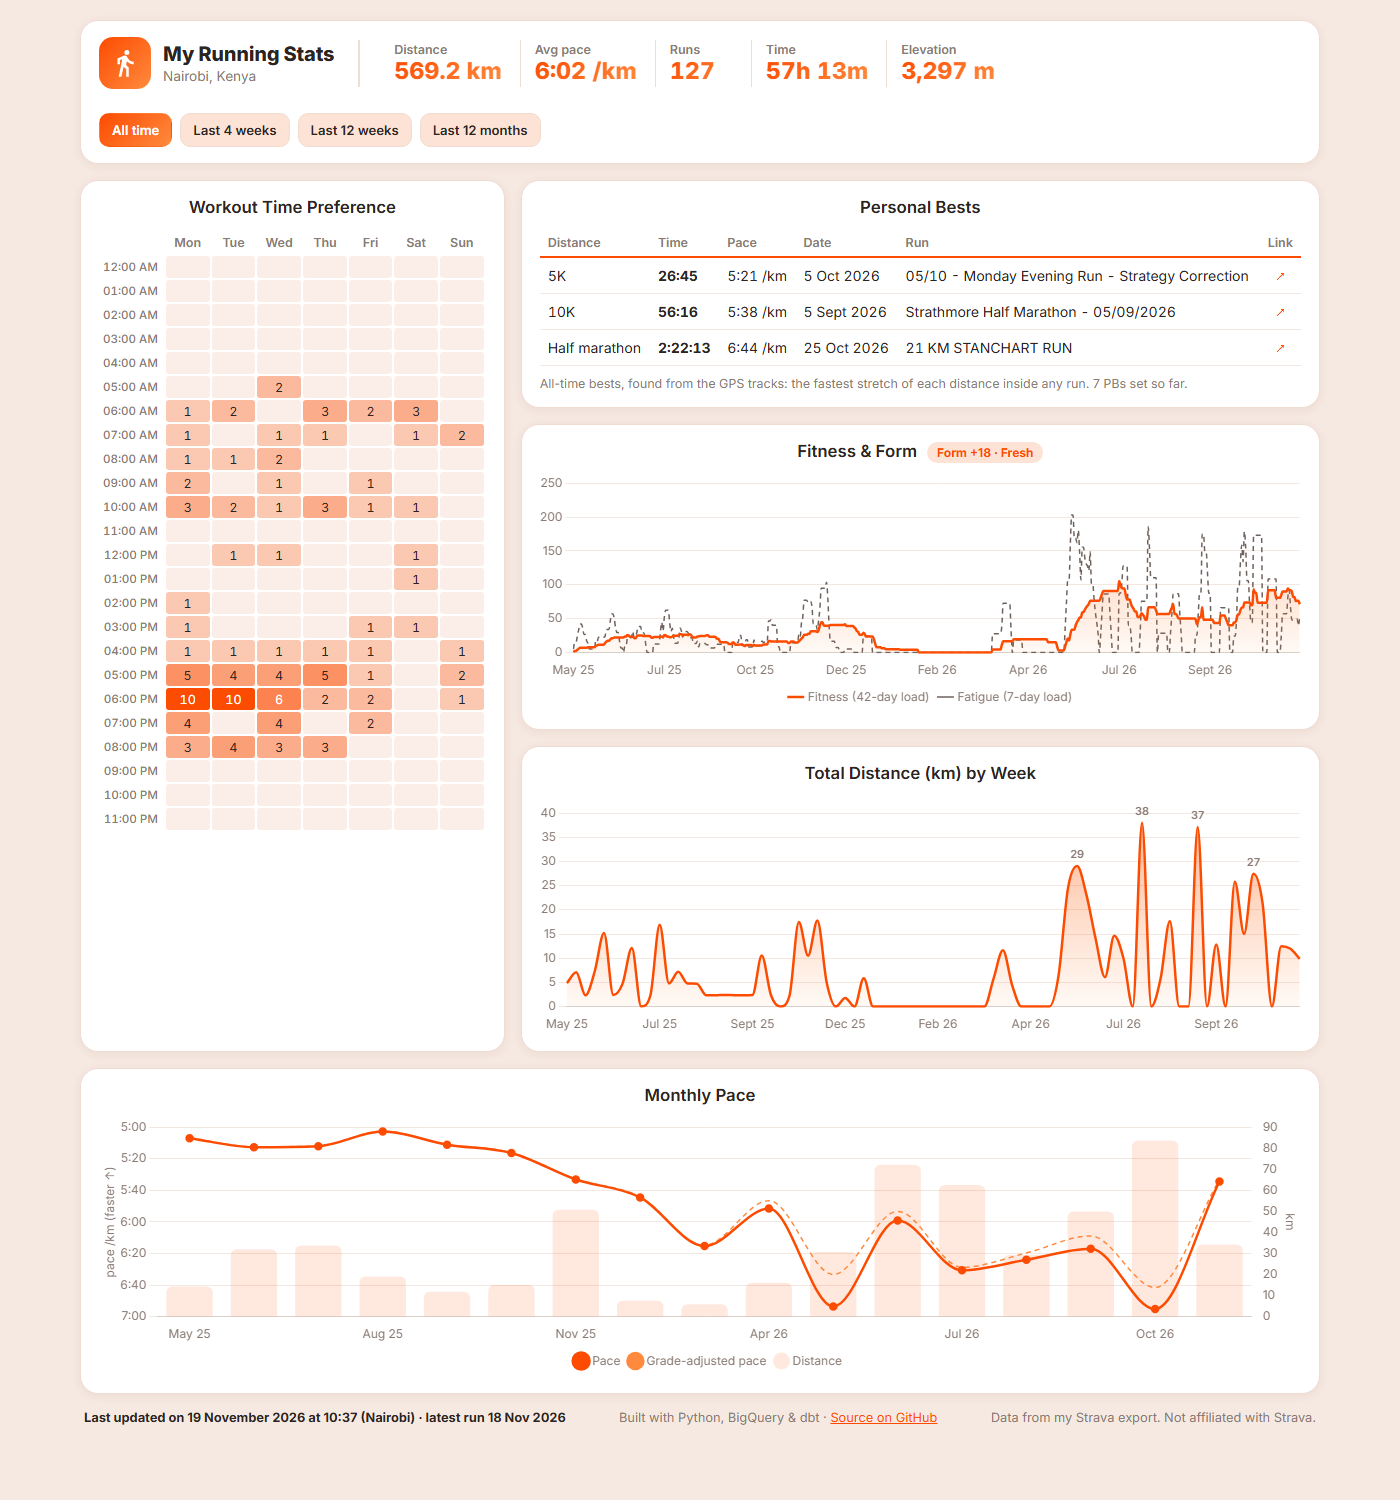 My Running Stats
Nairobi, Kenya
Distance
569.2 km
Avg pace
6:02 /km
Runs
127
Time
57h 13m
Elevation
3,297 m
All time
Last 4 weeks
Last 12 weeks
Last 12 months
Workout Time Preference
Mon Tue Wed Thu Fri Sat Sun
12:00 AM
01:00 AM
02:00 AM
03:00 AM
04:00 AM
05:00 AM 2
06:00 AM 1 2 3 2 3
07:00 AM 1 1 1 1 2
08:00 AM 1 1 2
09:00 AM 2 1 1
10:00 AM 3 2 1 3 1 1
11:00 AM
12:00 PM 1 1 1
01:00 PM 1
02:00 PM 1
03:00 PM 1 1 1
04:00 PM 1 1 1 1 1 1
05:00 PM 5 4 4 5 1 2
06:00 PM 10 10 6 2 2 1
07:00 PM 4 4 2
08:00 PM 3 4 3 3
09:00 PM
10:00 PM
11:00 PM
Personal Bests
Distance Time Pace Date Run Link
5K 26:45 5:21 /km 5 Oct 2026 05/10 - Monday Evening Run - Strategy Correction ↗
10K 56:16 5:38 /km 5 Sept 2026 Strathmore Half Marathon - 05/09/2026 ↗
Half marathon 2:22:13 6:44 /km 25 Oct 2026 21 KM STANCHART RUN ↗
All-time bests, found from the GPS tracks: the fastest stretch of each distance inside any run. 7 PBs set so far.
Fitness & Form
Form +18 · Fresh
250
200
150
100
50
0
May 25 Jul 25 Oct 25 Dec 25 Feb 26 Apr 26 Jul 26 Sept 26
Fitness (42-day load) Fatigue (7-day load)
Total Distance (km) by Week
40
35
30
25
20
15
10
5
0
29
38
37
27
May 25 Jul 25 Sept 25 Dec 25 Feb 26 Apr 26 Jul 26 Sept 26
Monthly Pace
pace /km (faster ↑)
5:00
5:20
5:40
6:00
6:20
6:40
7:00
90
80
70
60
50
40
30
20
10
0
km
May 25 Aug 25 Nov 25 Apr 26 Jul 26 Oct 26
Pace Grade-adjusted pace Distance
Last updated on 19 November 2026 at 10:37 (Nairobi) · latest run 18 Nov 2026
Built with Python, BigQuery & dbt · Source on GitHub
Data from my Strava export. Not affiliated with Strava.